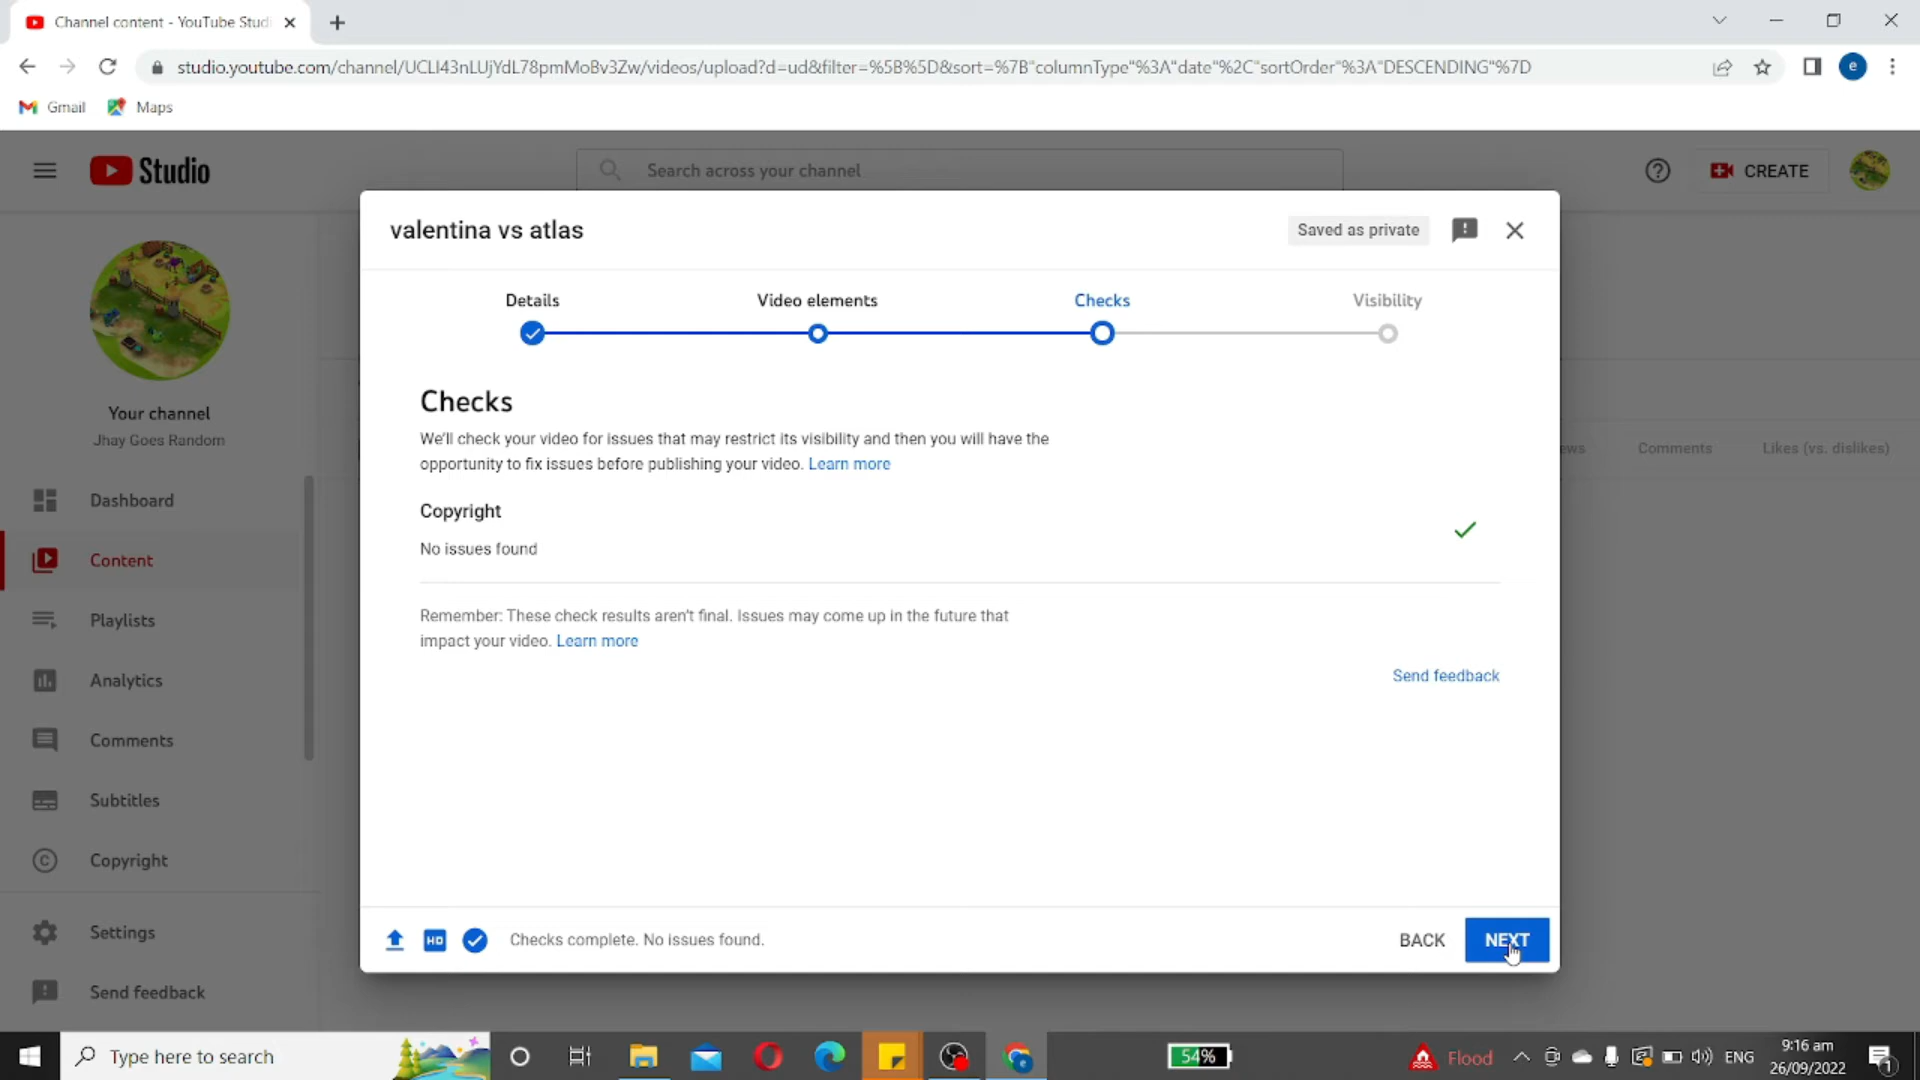 Channel content - YouTube Studi
studio.youtube.com/channel/UCLI43nLUjYdL78pmMoBv3Zw/videos/upload?d=ud&filter=%5B%5D&sort=%7B"columnType"%3A"date"%2C"sortOrder"%3A"DESCENDING"%7D
e
Gmail
Maps
Studio
Search across your channel
CREATE
valentina vs atlas
Saved as private
Details
Video elements
Checks
Visibility
Your channel
Jhay Goes Random
Checks
We'll check your video for issues that may restrict its visibility and then you will have the
opportunity to fix issues before publishing your video. Learn more
Copyright
No issues found
Remember: These check results aren't final. Issues may come up in the future that
impact your video. Learn more
Send feedback
ews
Comments
Likes (vs. dislikes)
Dashboard
Content
Playlists
Analytics
Comments
Subtitles
Copyright
Settings
Send feedback
HD
Checks complete. No issues found.
BACK
NEXT
Type here to search
54%
Flood
ENG
9:16 am
26/09/2022
1